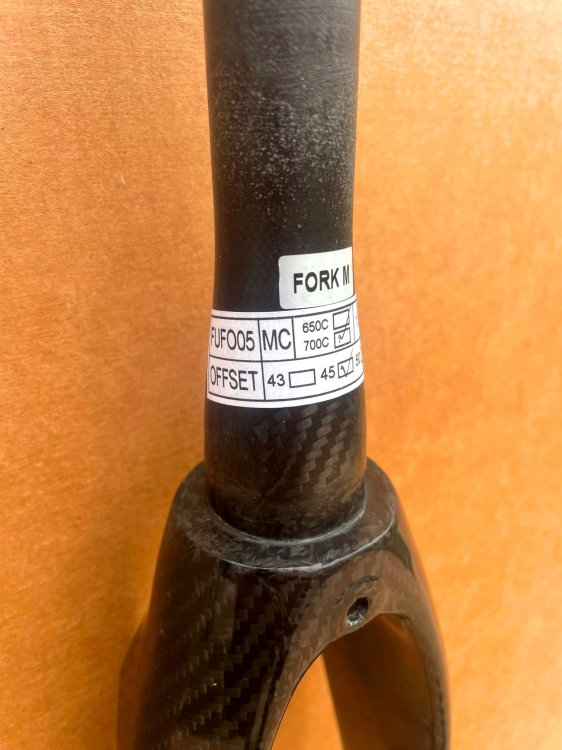 FORK M
FUFO05 MC 650C
700C
OFFSET 43 45